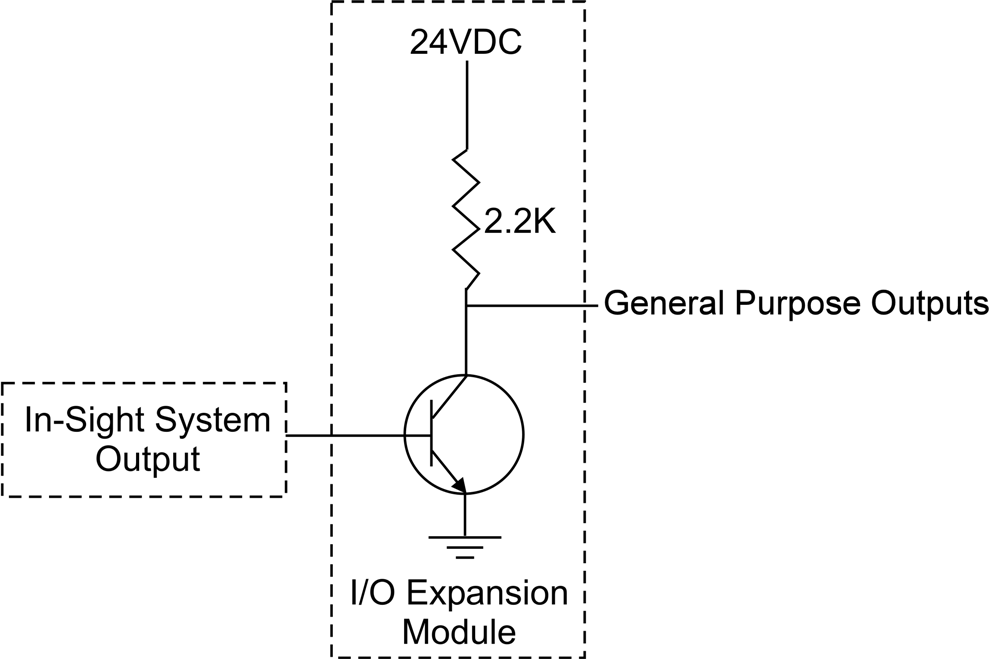 24VDC
2.2K
General Purpose Outputs
In-Sight System
Output
I/O Expansion
Module